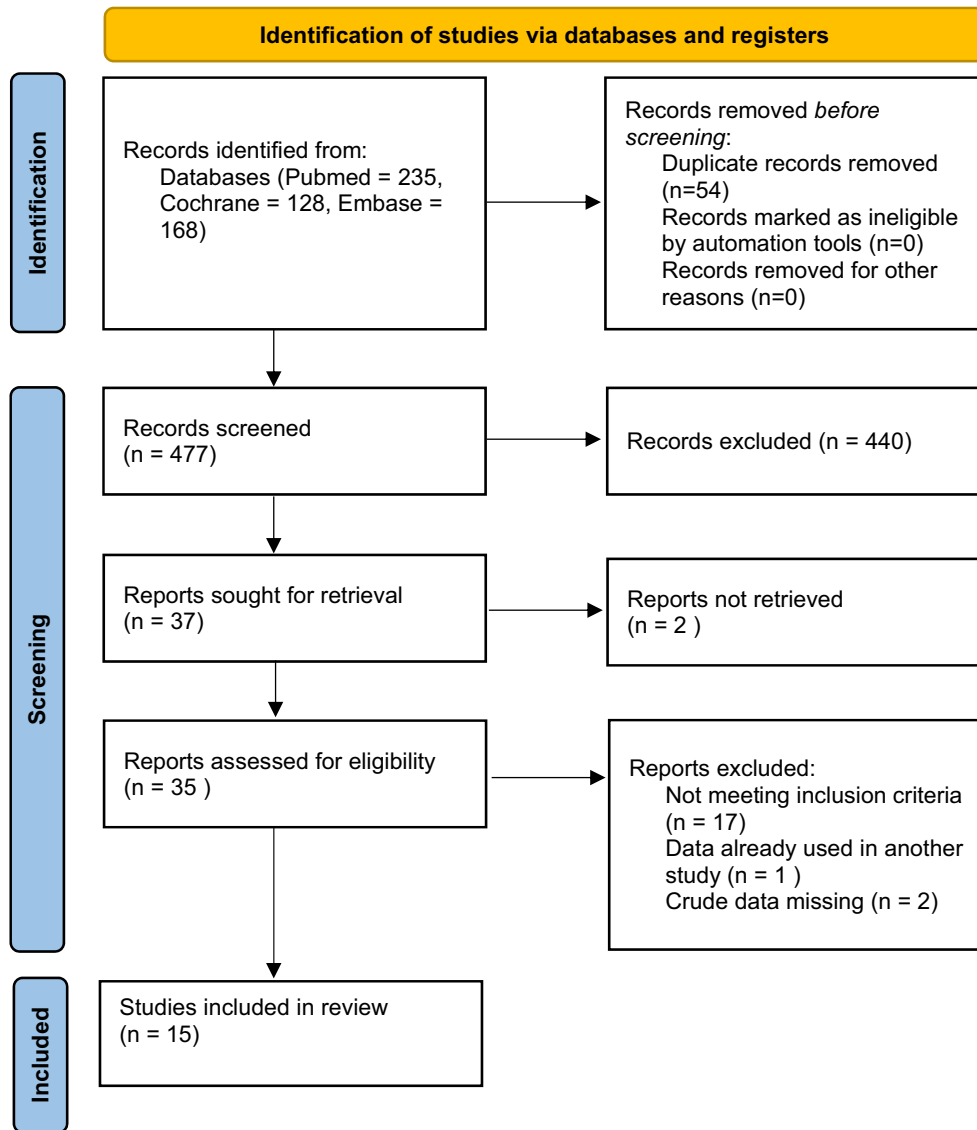 Identification of studies via databases and registers
Identification
Records identified from:
Databases (Pubmed = 235,
Cochrane = 128, Embase =
168)
Records removed before
screening:
Duplicate records removed
(n=54)
Records marked as ineligible
by automation tools (n=0)
Records removed for other
reasons (n=0)
Screening
Records screened
(n = 477)
Records excluded (n = 440)
Reports sought for retrieval
(n = 37)
Reports not retrieved
(n = 2 )
Reports assessed for eligibility
(n = 35 )
Reports excluded:
Not meeting inclusion criteria
(n = 17)
Data already used in another
study (n = 1 )
Crude data missing (n = 2)
Included
Studies included in review
(n = 15)